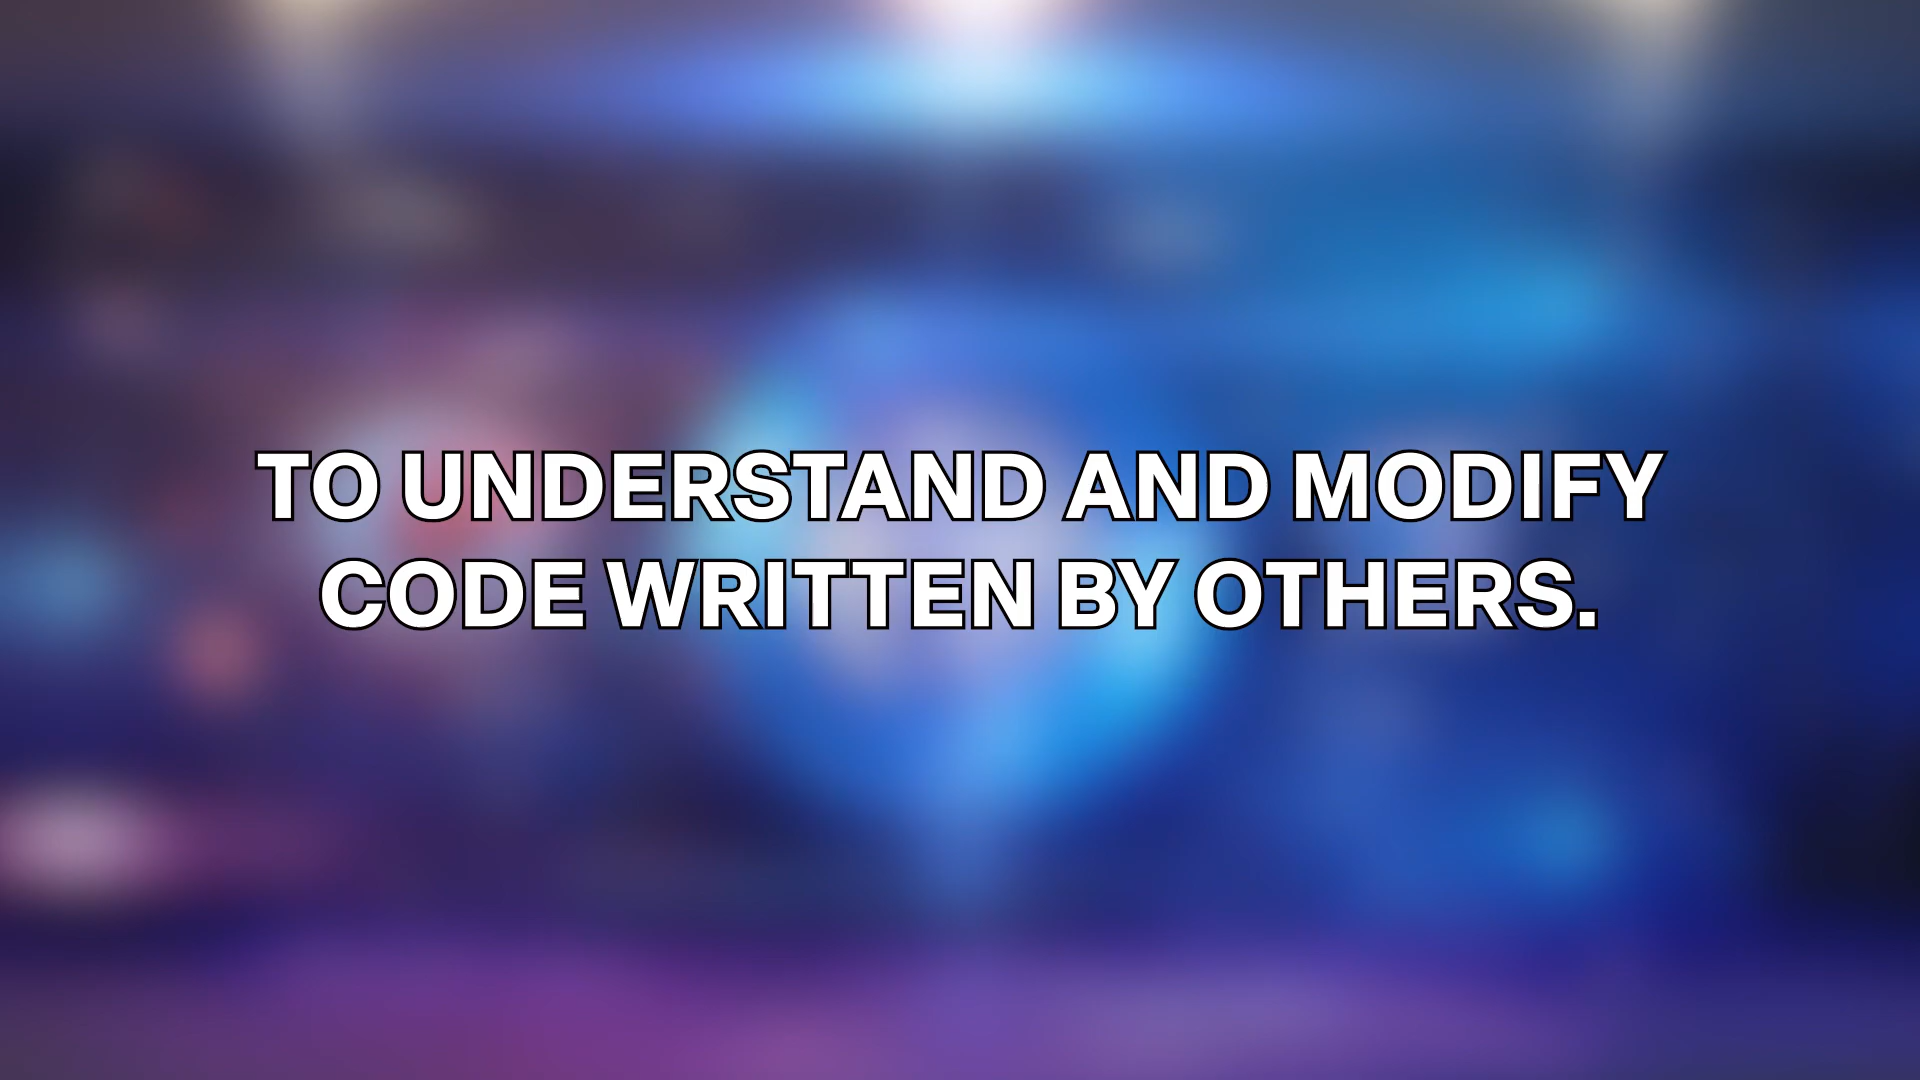 TO UNDERSTAND AND MODIFY
CODE WRITTEN BY OTHERS.